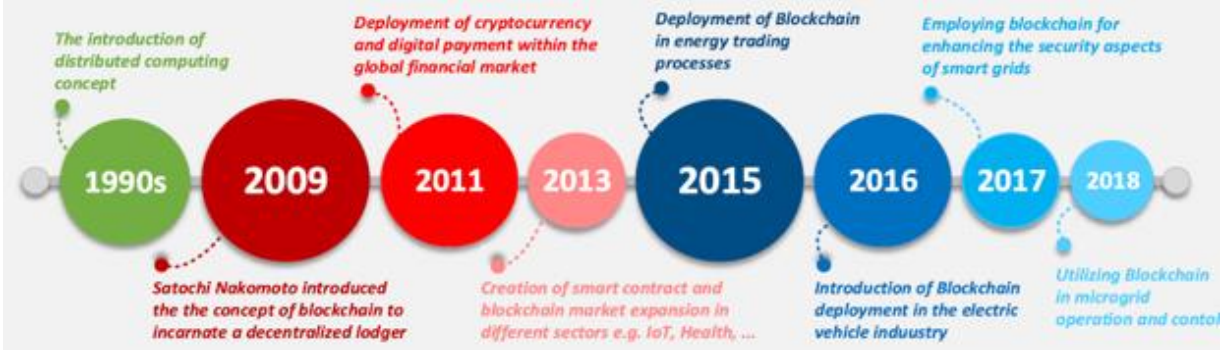 The introduction of
distributed computing
concept
1990s
2009
Satochi Nakomoto introduced
the the concept of blockchain to
incarnate a decentralized lodger
Deployment of cryptocurrency
and digital payment within the
global financial market
2011
2013
Creation of smart contract and
blockchain market expansion in
different sectors e.g. IoT, Health, ...
Deployment of Blockchain
in energy trading
processes
2015
2016
Introduction of Blockchain
deployment in the electric
vehicle induustry
Employing blockchain for
enhancing the security aspects
of smart grids
2017
2018
Utilizing Blockchain
in microgrid
operation and contol